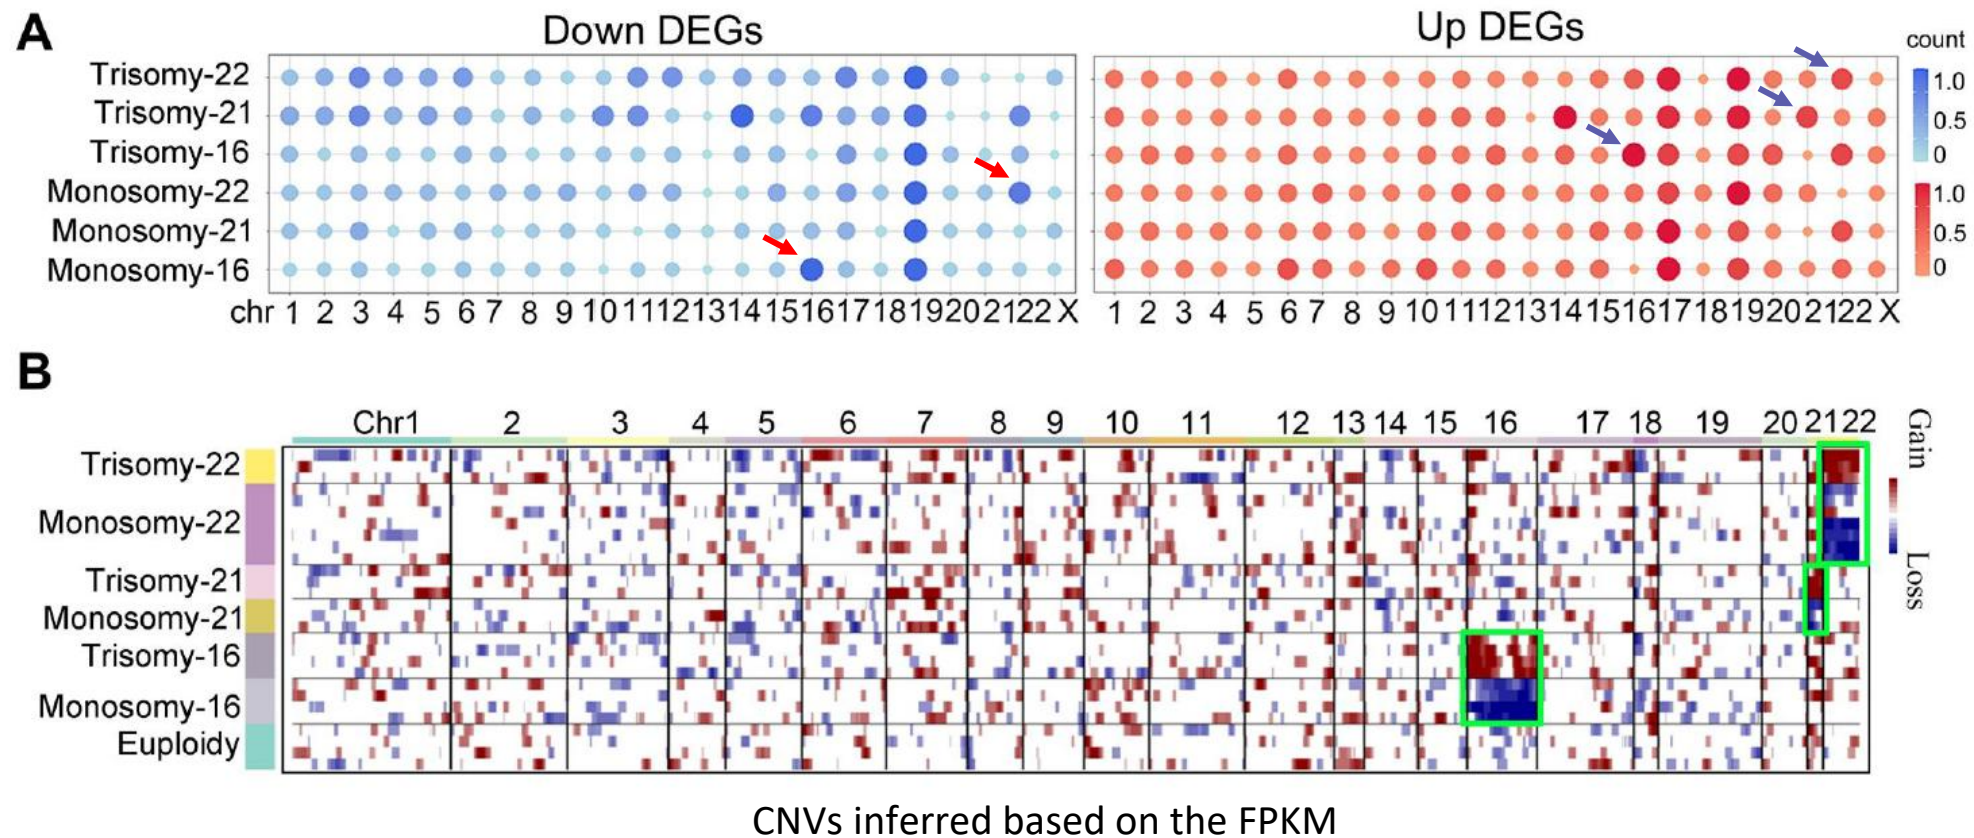 A
Down DEGs
Up DEGs
count
Trisomy-22
Trisomy-21
Trisomy-16
Monosomy-22
Monosomy-21
Monosomy-16
1.0
0.5
0
1.0
0.5
0
chr 1 2 3 4 5 6 7 8 9 10 11 12 13 14 15 16 17 18 19 20 21 22 X
1 2 3 4 5 6 7 8 9 10 11 12 13 14 15 16 17 18 19 20 21 22 X
B
Chr1 2 3 4 5 6 7 8 9 10 11 12 13 14 15 16 17 18 19 20 21 22
Trisomy-22
Monosomy-22
Trisomy-21
Monosomy-21
Trisomy-16
Monosomy-16
Euploidy
Gain
Loss
CNVs inferred based on the FPKM